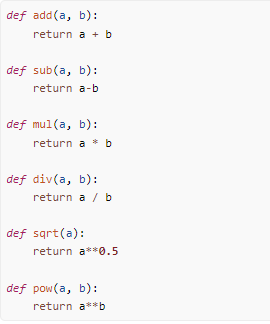 def add(a, b):
    return a + b
def sub(a, b):
    return a-b
def mul(a, b):
    return a * b
def div(a, b):
    return a / b
def sqrt(a):
    return a**0.5
def pow(a, b):
    return a**b